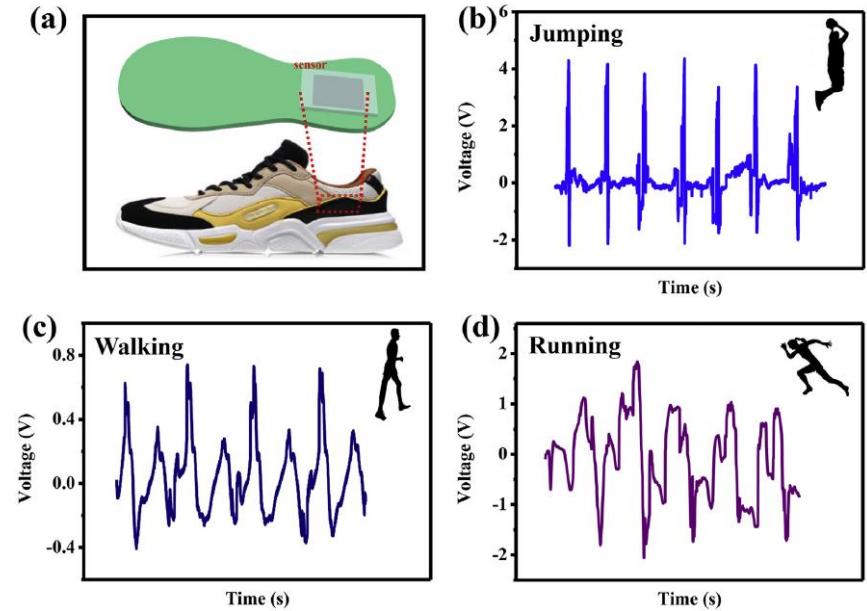 (a)
sensor
(b)
Jumping
Voltage (V)
6
4
2
0
-2
Time (s)
(c)
Walking
Voltage (V)
0.8
0.4
0.0
-0.4
Time (s)
(d)
Running
Voltage (V)
2
1
0
-1
-2
Time (s)